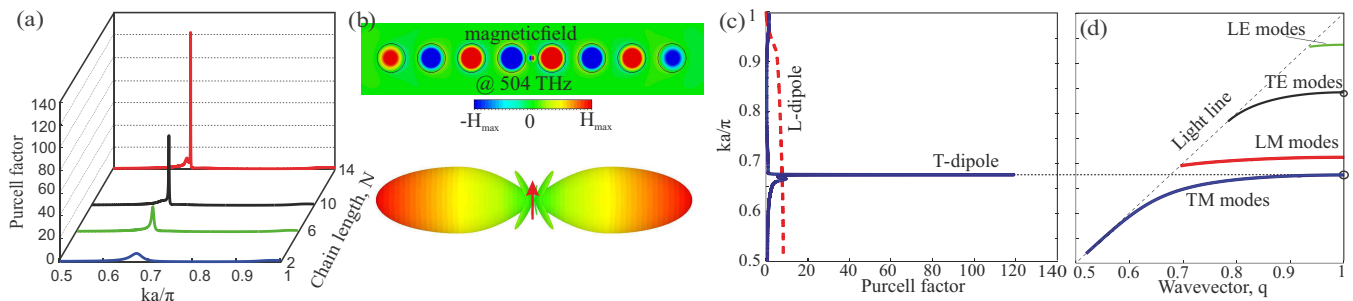 (a)
140
120
100
80
60
40
20
0
Purcell factor
0.5
0.6
0.7
0.8
0.9
1
ka/π
2
6
10
14
Chain length, N
(b)
magneticfield
@ 504 THz
-Hmax 0 Hmax
(c)
1
0.9
0.8
0.7
0.6
0.5
ka/π
L-dipole
T-dipole
0 20 40 60 80 100 120 140
Purcell factor
(d)
LE modes
TE modes
Light line
LM modes
TM modes
0.5 0.6 0.7 0.8 0.9 1
Wavevector, q